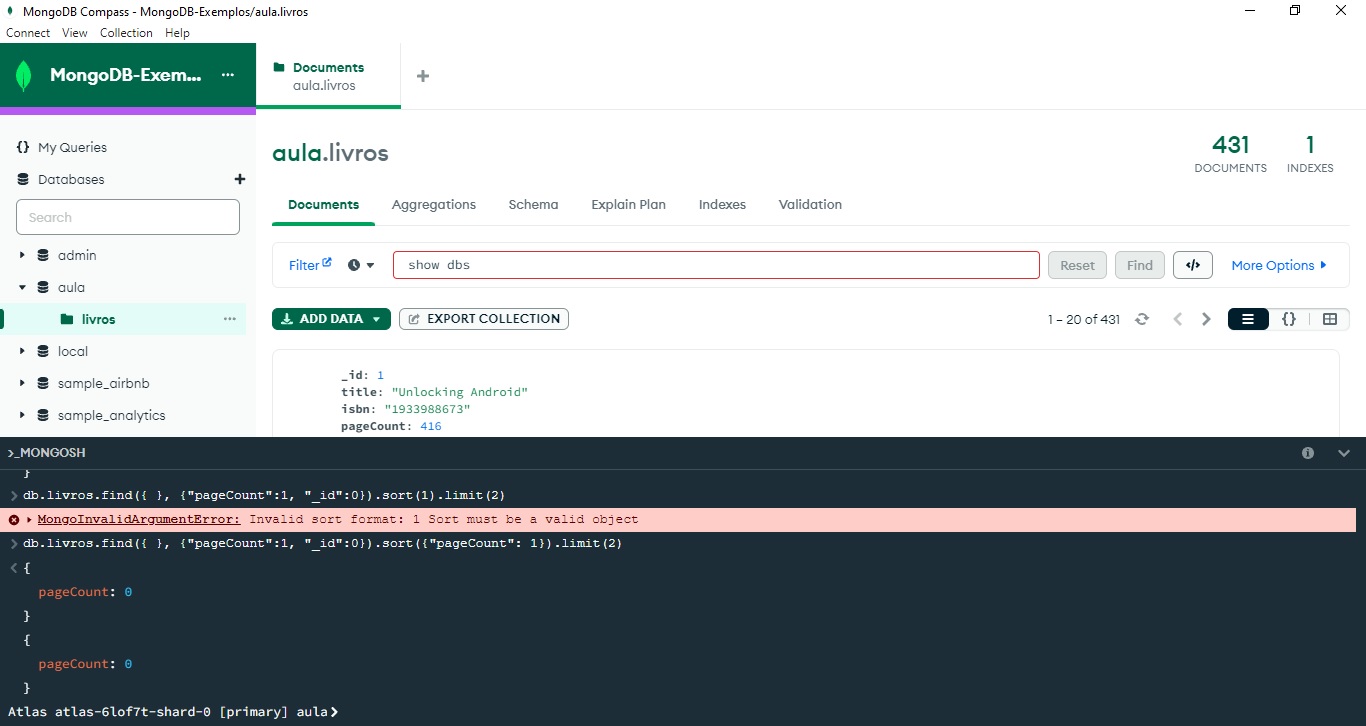 MongoDB Compass - MongoDB-Exemplos/aula.livros
Connect View Collection Help
MongoDB-Exem... ...
Documents
aula.livros
My Queries
Databases
Search
admin
aula
livros
local
sample_airbnb
sample_analytics
aula.livros
431
DOCUMENTS
1
INDEXES
Documents Aggregations Schema Explain Plan Indexes Validation
Filter show dbs Reset Find </> More Options
ADD DATA EXPORT COLLECTION 1 – 20 of 431 {}
_id: 1
title: "Unlocking Android"
isbn: "1933988673"
pageCount: 416
>_MONGOSH
}
> db.livros.find({ }, {"pageCount":1, "_id":0}).sort(1).limit(2)
MongoInvalidArgumentError: Invalid sort format: 1 Sort must be a valid object
> db.livros.find({ }, {"pageCount":1, "_id":0}).sort({"pageCount": 1}).limit(2)
< {
pageCount: 0
}
{
pageCount: 0
}
Atlas atlas-6lof7t-shard-0 [primary] aula>